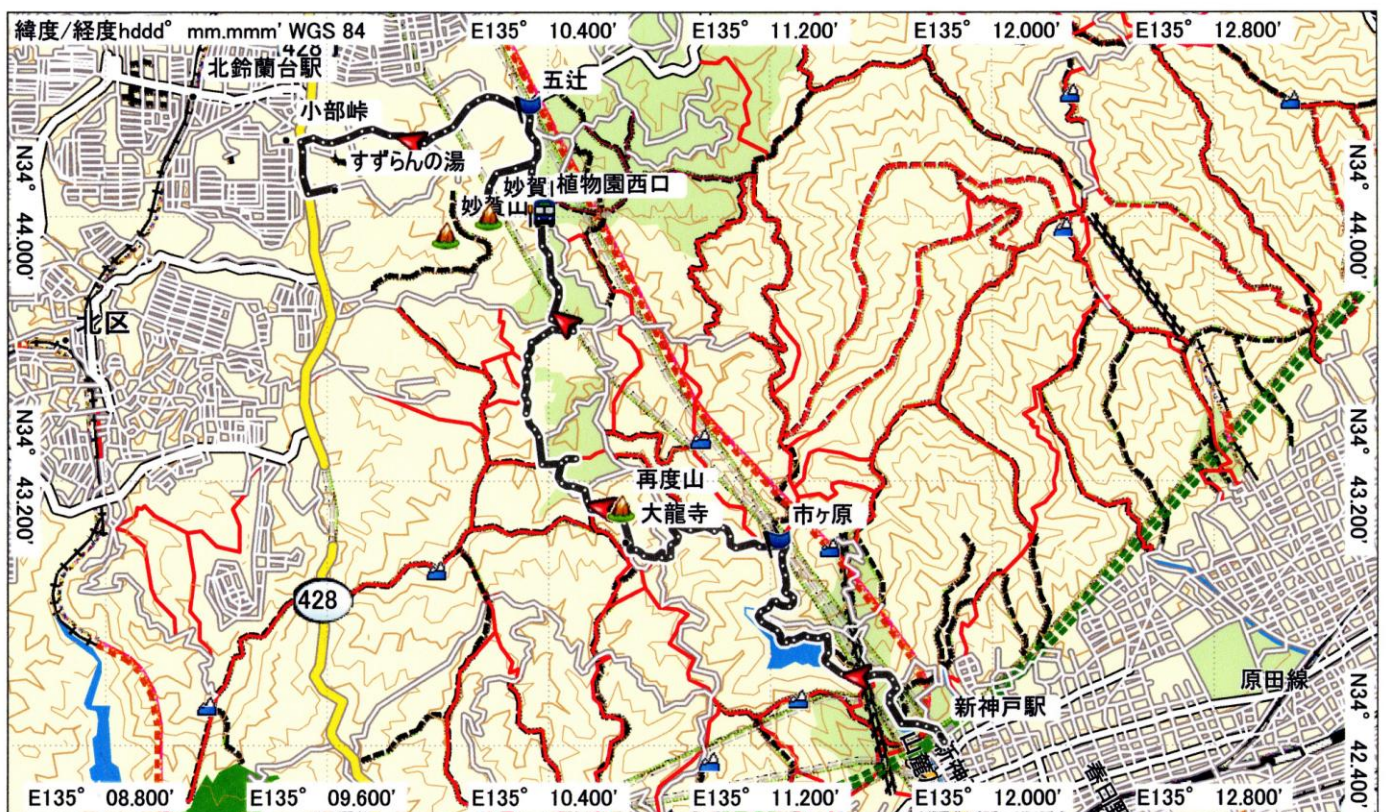 緯度/経度hddd° mm.mmm' WGS 84
E135° 10.400'
E135° 11.200'
E135° 12.000'
E135° 12.800'
428
北鈴蘭台駅
五辻
小部峠
すずらんの湯
妙賀山
植物園西口
妙賀山
N34° 44.000'
N34° 44.000'
北区
N34° 43.200'
N34° 43.200'
再度山
大龍寺
市ヶ原
428
新神戸駅
原田線
N34° 42.400'
E135° 08.800'
E135° 09.600'
E135° 10.400'
E135° 11.200'
E135° 12.000'
E135° 12.800'